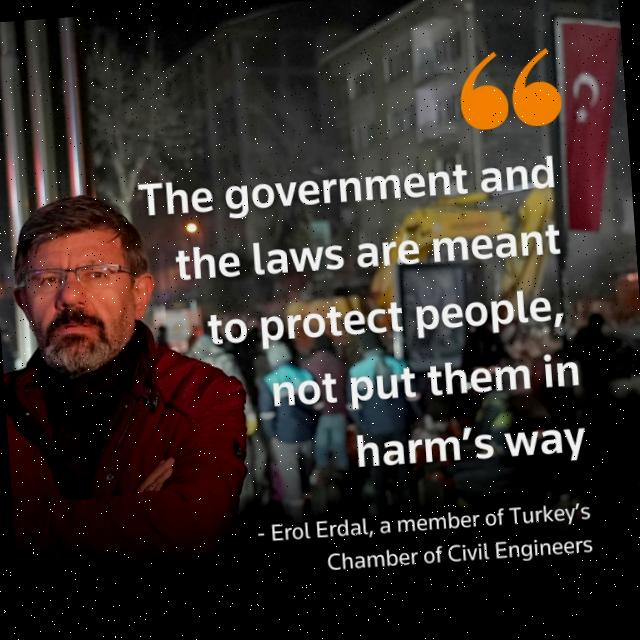 The government and
the laws are meant
to protect people,
not put them in
harm’s way
- Erol Erdal, a member of Turkey’s
Chamber of Civil Engineers